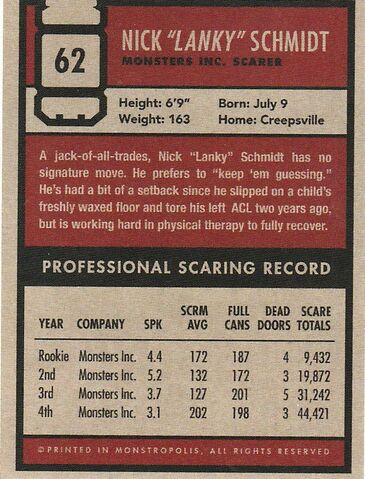 62
NICK "LANKY" SCHMIDT
MONSTERS INC. SCARER
Height: 6'9" Born: July 9
Weight: 163 Home: Creepsville
A jack-of-all-trades, Nick "Lanky" Schmidt has no
signature move. He prefers to "keep 'em guessing."
He's had a bit of a setback since he slipped on a child's
freshly waxed floor and tore his left ACL two years ago,
but is working hard in physical therapy to fully recover.
PROFESSIONAL SCARING RECORD
SCRM FULL DEAD SCARE
YEAR COMPANY SPK AVG CANS DOORS TOTALS
Rookie Monsters Inc. 4.4 172 187 4 9,432
2nd Monsters Inc. 5.2 132 172 3 19,872
3rd Monsters Inc. 3.7 127 201 5 31,242
4th Monsters Inc. 3.1 202 198 3 44,421
©PRINTED IN MONSTROPOLIS, ALL RIGHTS RESERVED